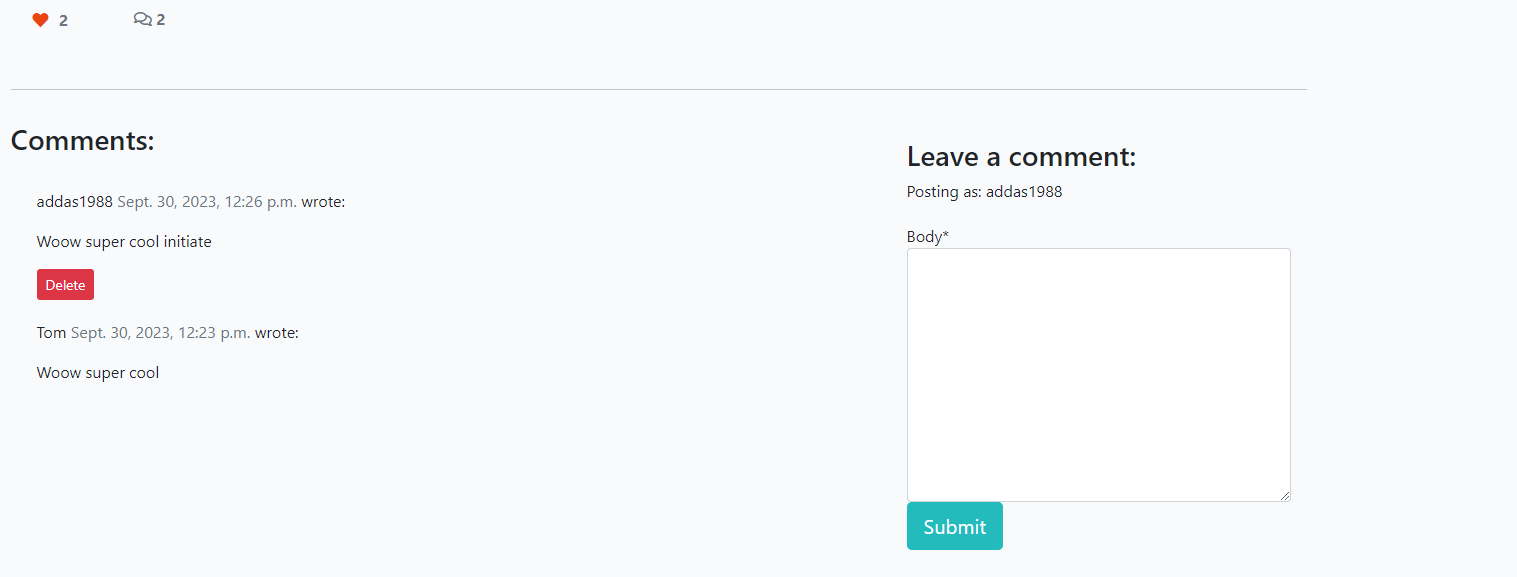 2 2
Comments:
addas1988 Sept. 30, 2023, 12:26 p.m. wrote:
Woow super cool initiate
Delete
Tom Sept. 30, 2023, 12:23 p.m. wrote:
Woow super cool
Leave a comment:
Posting as: addas1988
Body*
Submit